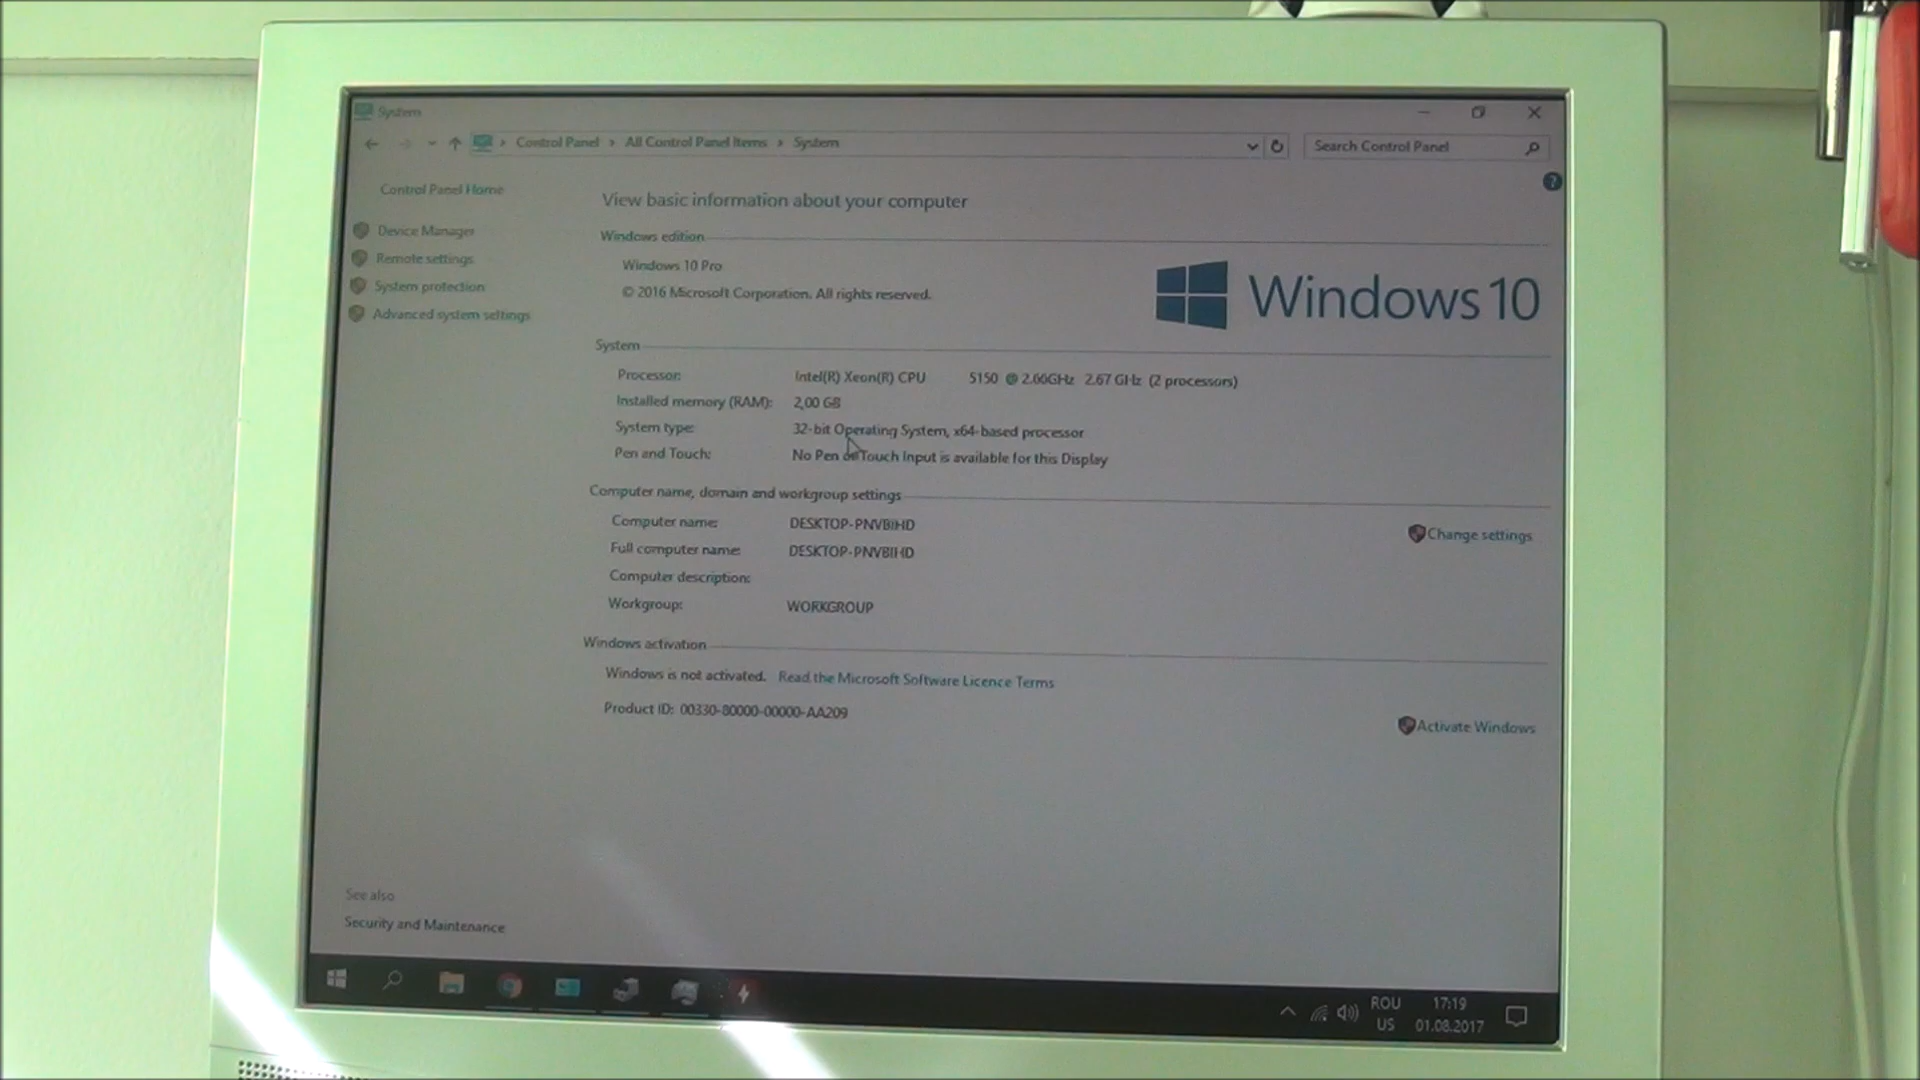 System
Control Panel > All Control Panel Items > System
Search Control Panel
Control Panel Home
Device Manager
Remote settings
System protection
Advanced system settings
View basic information about your computer
Windows edition
Windows 10 Pro
© 2016 Microsoft Corporation. All rights reserved.
Windows 10
System
Processor: Intel(R) Xeon(R) CPU 5150 @ 2.66GHz 2.67 GHz (2 processors)
Installed memory (RAM): 2,00 GB
System type: 32-bit Operating System, x64-based processor
Pen and Touch: No Pen or Touch Input is available for this Display
Computer name, domain and workgroup settings
Computer name: DESKTOP-PNVBIHD
Change settings
Full computer name: DESKTOP-PNVBIHD
Computer description:
Workgroup: WORKGROUP
Windows activation
Windows is not activated. Read the Microsoft Software Licence Terms
Product ID: 00330-80000-00000-AA209
Activate Windows
See also
Security and Maintenance
ROU
US
17:19
01.08.2017